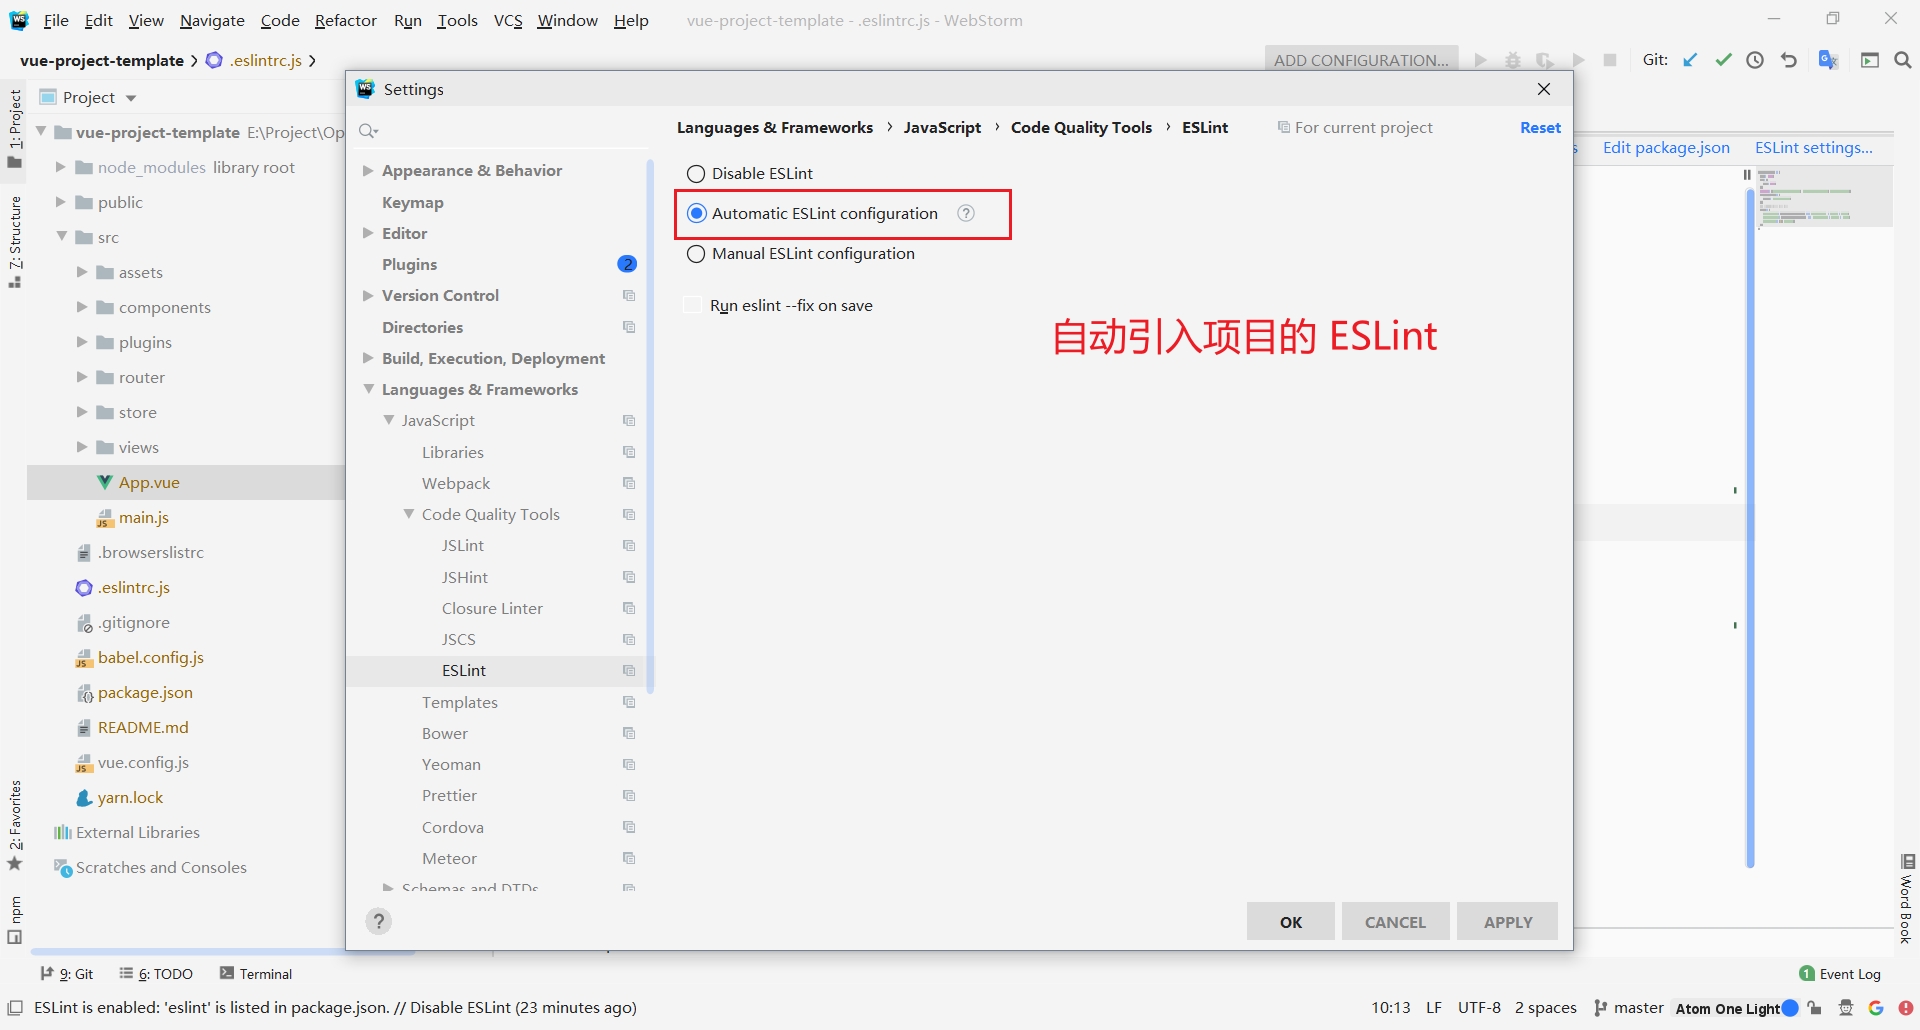 File Edit View Navigate Code Refactor Run Tools VCS Window Help vue-project-template - .eslintrc.js - WebStorm
vue-project-template .eslintrc.js
ADD CONFIGURATION... Git:
1: Project
7: Structure
2: Favorites
npm
Project
vue-project-template E:\Project\Op
node_modules library root
public
src
assets
components
plugins
router
store
views
App.vue
main.js
.browserslistrc
.eslintrc.js
.gitignore
babel.config.js
package.json
README.md
vue.config.js
yarn.lock
External Libraries
Scratches and Consoles
Settings
Appearance & Behavior
Keymap
Editor
Plugins 2
Version Control
Directories
Build, Execution, Deployment
Languages & Frameworks
JavaScript
Libraries
Webpack
Code Quality Tools
JSLint
JSHint
Closure Linter
JSCS
ESLint
Templates
Bower
Yeoman
Prettier
Cordova
Meteor
Schemas and DTDs
Languages & Frameworks › JavaScript › Code Quality Tools › ESLint For current project Reset
Disable ESLint
Automatic ESLint configuration ?
Manual ESLint configuration
Run eslint --fix on save
自动引入项目的 ESLint
? OK CANCEL APPLY
s Edit package.json ESLint settings...
Word Book
9: Git 6: TODO Terminal 1 Event Log
ESLint is enabled: 'eslint' is listed in package.json. // Disable ESLint (23 minutes ago) 10:13 LF UTF-8 2 spaces master Atom One Light